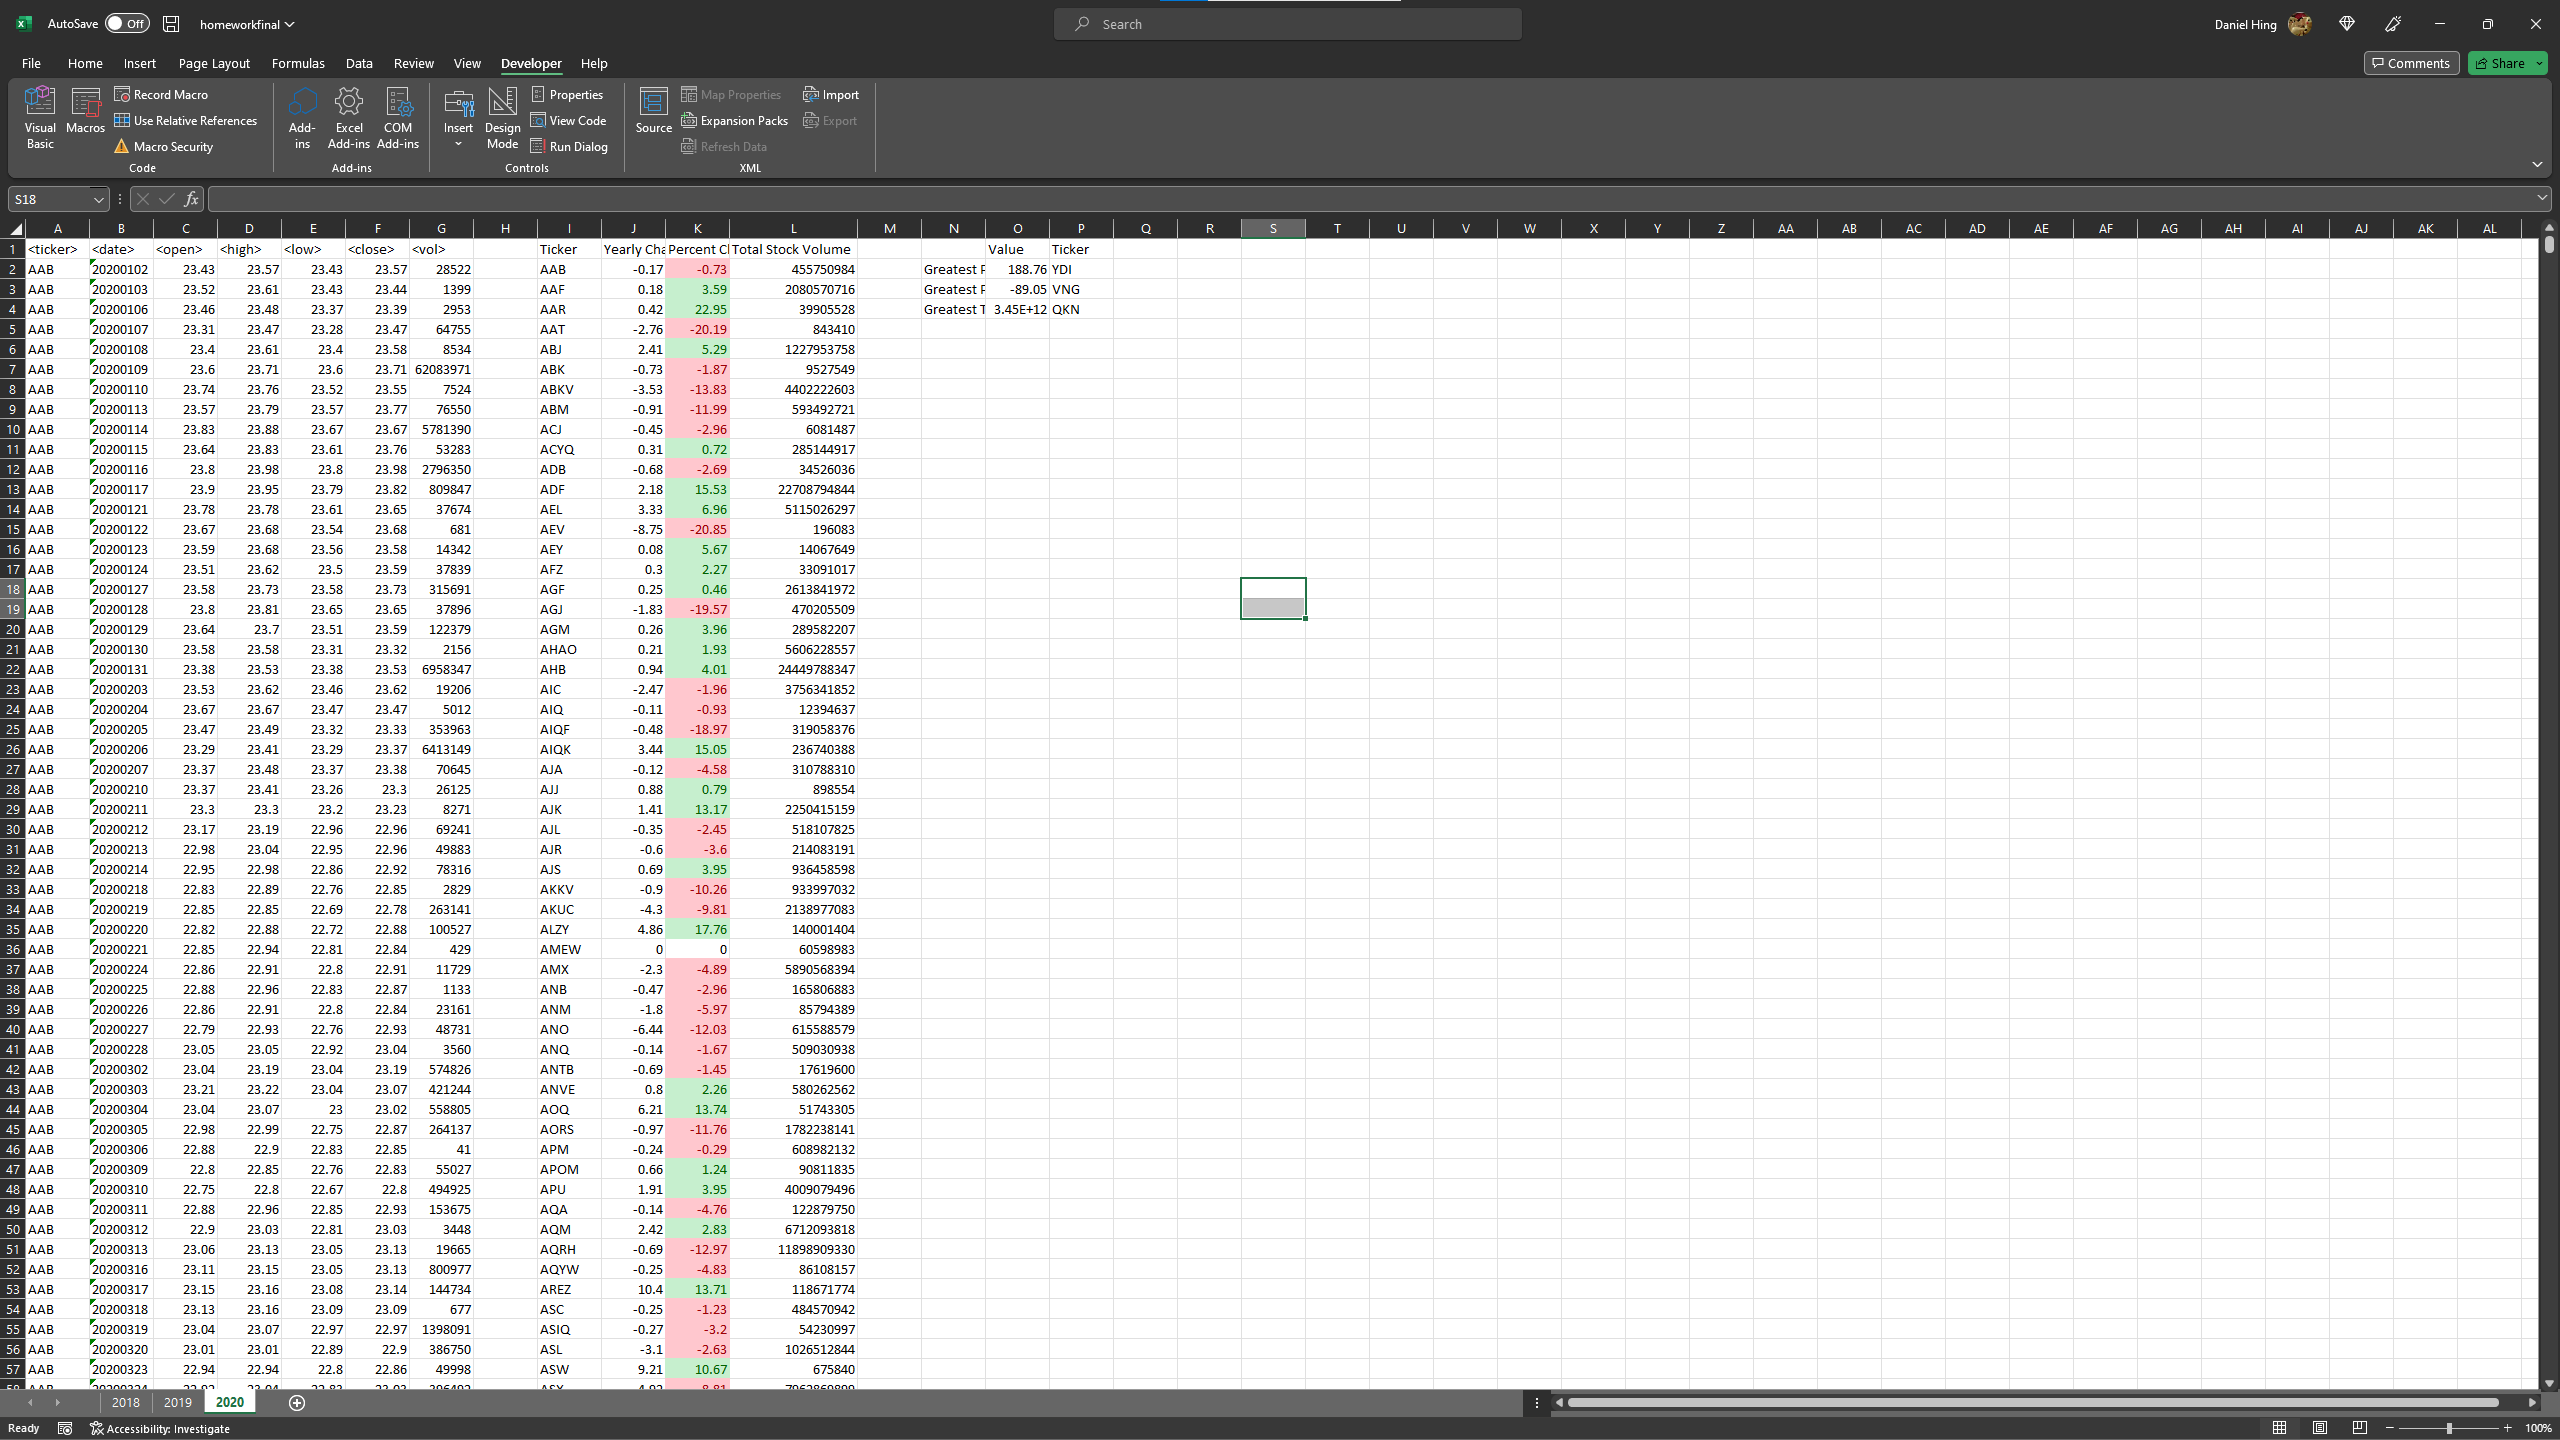 AutoSave Off homeworkfinal Search Daniel Hing
File Home Insert Page Layout Formulas Data Review View Developer Help Comments Share
Visual Basic Macros Record Macro Use Relative References Macro Security Add-ins Excel Add-ins COM Add-ins Insert Design Mode Properties View Code Run Dialog Source Map Properties Expansion Packs Refresh Data Import Export
Code Add-ins Controls XML
S18 fx
A B C D E F G H I J K L M N O P Q R S T U V W X Y Z AA AB AC AD AE AF AG AH AI AJ AK AL
1 <ticker> <date> <open> <high> <low> <close> <vol> Ticker Yearly Cha Percent Cl Total Stock Volume Value Ticker
2 AAB 20200102 23.43 23.57 23.43 23.57 28522 AAB -0.17 -0.73 455750984 Greatest P 188.76 YDI
3 AAB 20200103 23.52 23.61 23.43 23.44 1399 AAF 0.18 3.59 2080570716 Greatest P -89.05 VNG
4 AAB 20200106 23.46 23.48 23.37 23.39 2953 AAR 0.42 22.95 39905528 Greatest T 3.45E+12 QKN
5 AAB 20200107 23.31 23.47 23.28 23.47 64755 AAT -2.76 -20.19 843410
6 AAB 20200108 23.4 23.61 23.4 23.58 8534 ABJ 2.41 5.29 1227953758
7 AAB 20200109 23.6 23.71 23.6 23.71 62083971 ABK -0.73 -1.87 9527549
8 AAB 20200110 23.74 23.76 23.52 23.55 7524 ABKV -3.53 -13.83 4402222603
9 AAB 20200113 23.57 23.79 23.57 23.77 76550 ABM -0.91 -11.99 593492721
10 AAB 20200114 23.83 23.88 23.67 23.67 5781390 ACJ -0.45 -2.96 6081487
11 AAB 20200115 23.64 23.83 23.61 23.76 53283 ACYQ 0.31 0.72 285144917
12 AAB 20200116 23.8 23.98 23.8 23.98 2796350 ADB -0.68 -2.69 34526036
13 AAB 20200117 23.9 23.95 23.79 23.82 809847 ADF 2.18 15.53 22708794844
14 AAB 20200121 23.78 23.78 23.61 23.65 37674 AEL 3.33 6.96 5115026297
15 AAB 20200122 23.67 23.68 23.54 23.68 681 AEV -8.75 -20.85 196083
16 AAB 20200123 23.59 23.68 23.56 23.58 14342 AEY 0.08 5.67 14067649
17 AAB 20200124 23.51 23.62 23.5 23.59 37839 AFZ 0.3 2.27 33091017
18 AAB 20200127 23.58 23.73 23.58 23.73 315691 AGF 0.25 0.46 2613841972
19 AAB 20200128 23.8 23.81 23.65 23.65 37896 AGJ -1.83 -19.57 470205509
20 AAB 20200129 23.64 23.7 23.51 23.59 122379 AGM 0.26 3.96 289582207
21 AAB 20200130 23.58 23.58 23.31 23.32 2156 AHAO 0.21 1.93 5606228557
22 AAB 20200131 23.38 23.53 23.38 23.53 6958347 AHB 0.94 4.01 24449788347
23 AAB 20200203 23.53 23.62 23.46 23.62 19206 AIC -2.47 -1.96 3756341852
24 AAB 20200204 23.67 23.67 23.47 23.47 5012 AIQ -0.11 -0.93 12394637
25 AAB 20200205 23.47 23.49 23.32 23.33 353963 AIQF -0.48 -18.97 319058376
26 AAB 20200206 23.29 23.41 23.29 23.37 6413149 AIQK 3.44 15.05 236740388
27 AAB 20200207 23.37 23.48 23.37 23.38 70645 AJA -0.12 -4.58 310788310
28 AAB 20200210 23.37 23.41 23.26 23.3 26125 AJJ 0.88 0.79 898554
29 AAB 20200211 23.3 23.3 23.2 23.23 8271 AJK 1.41 13.17 2250415159
30 AAB 20200212 23.17 23.19 22.96 22.96 69241 AJL -0.35 -2.45 518107825
31 AAB 20200213 22.98 23.04 22.95 22.96 49883 AJR -0.6 -3.6 214083191
32 AAB 20200214 22.95 22.98 22.86 22.92 78316 AJS 0.69 3.95 936458598
33 AAB 20200218 22.83 22.89 22.76 22.85 2829 AKKV -0.9 -10.26 933997032
34 AAB 20200219 22.85 22.85 22.69 22.78 263141 AKUC -4.3 -9.81 2138977083
35 AAB 20200220 22.82 22.88 22.72 22.88 100527 ALZY 4.86 17.76 140001404
36 AAB 20200221 22.85 22.94 22.81 22.84 429 AMEW 0 0 60598983
37 AAB 20200224 22.86 22.91 22.8 22.91 11729 AMX -2.3 -4.89 5890568394
38 AAB 20200225 22.88 22.96 22.83 22.87 1133 ANB -0.47 -2.96 165806883
39 AAB 20200226 22.86 22.91 22.8 22.84 23161 ANM -1.8 -5.97 85794389
40 AAB 20200227 22.79 22.93 22.76 22.93 48731 ANO -6.44 -12.03 615588579
41 AAB 20200228 23.05 23.05 22.92 23.04 3560 ANQ -0.14 -1.67 509030938
42 AAB 20200302 23.04 23.19 23.04 23.19 574826 ANTB -0.69 -1.45 17619600
43 AAB 20200303 23.21 23.22 23.04 23.07 421244 ANVE 0.8 2.26 580262562
44 AAB 20200304 23.04 23.07 23 23.02 558805 AOQ 6.21 13.74 51743305
45 AAB 20200305 22.98 22.99 22.75 22.87 264137 AORS -0.97 -11.76 1782238141
46 AAB 20200306 22.88 22.9 22.83 22.85 41 APM -0.24 -0.29 608982132
47 AAB 20200309 22.8 22.85 22.76 22.83 55027 APOM 0.66 1.24 90811835
48 AAB 20200310 22.75 22.8 22.67 22.8 494925 APU 1.91 3.95 4009079496
49 AAB 20200311 22.88 22.96 22.85 22.93 153675 AQA -0.14 -4.76 122879750
50 AAB 20200312 22.9 23.03 22.81 23.03 3448 AQM 2.42 2.83 6712093818
51 AAB 20200313 23.06 23.13 23.05 23.13 19665 AQRH -0.69 -12.97 11898909330
52 AAB 20200316 23.11 23.15 23.05 23.13 800977 AQYW -0.25 -4.83 86108157
53 AAB 20200317 23.15 23.16 23.08 23.14 144734 AREZ 10.4 13.71 118671774
54 AAB 20200318 23.13 23.16 23.09 23.09 677 ASC -0.25 -1.23 484570942
55 AAB 20200319 23.04 23.07 22.97 22.97 1398091 ASIQ -0.27 -3.2 54230997
56 AAB 20200320 23.01 23.01 22.89 22.9 386750 ASL -3.1 -2.63 1026512844
57 AAB 20200323 22.94 22.94 22.8 22.86 49998 ASW 9.21 10.67 675840
2018 2019 2020
Ready Accessibility: Investigate 100%